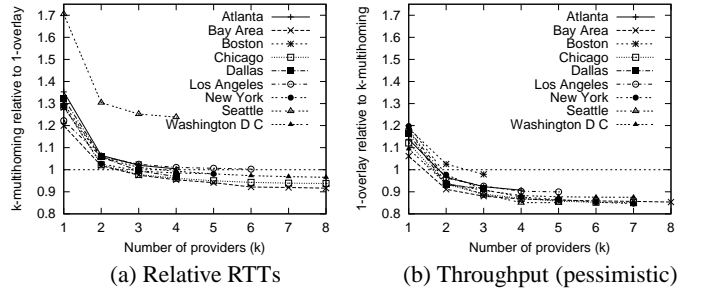 k-multihoming relative to 1-overlay
1.7
1.6
1.5
1.4
1.3
1.2
1.1
1
0.9
0.8
Atlanta
Bay Area
Boston
Chicago
Dallas
Los Angeles
New York
Seattle
Washington D C
1 2 3 4 5 6 7 8
Number of providers (k)
(a) Relative RTTs
1-overlay relative to k-multihoming
1.7
1.6
1.5
1.4
1.3
1.2
1.1
1
0.9
0.8
Atlanta
Bay Area
Boston
Chicago
Dallas
Los Angeles
New York
Seattle
Washington D C
1 2 3 4 5 6 7 8
Number of providers (k)
(b) Throughput (pessimistic)